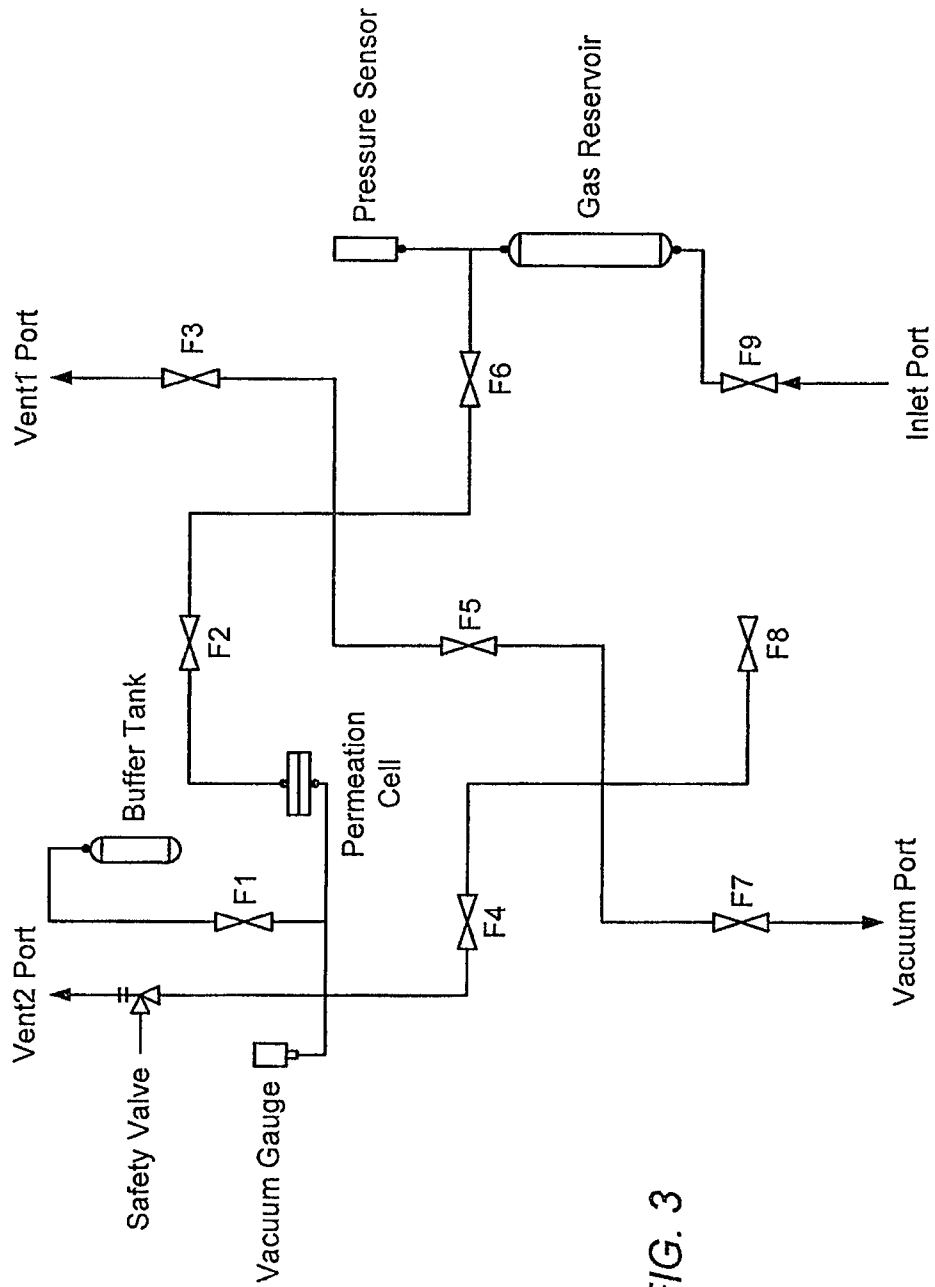 Vent1 Port
F3
Pressure Sensor
Gas Reservoir
F6
F9
Inlet Port
F2
F5
F8
Buffer Tank
Permeation
Cell
F1
F4
F7
Vacuum Port
Vent2 Port
Safety Valve
Vacuum Gauge
FIG. 3